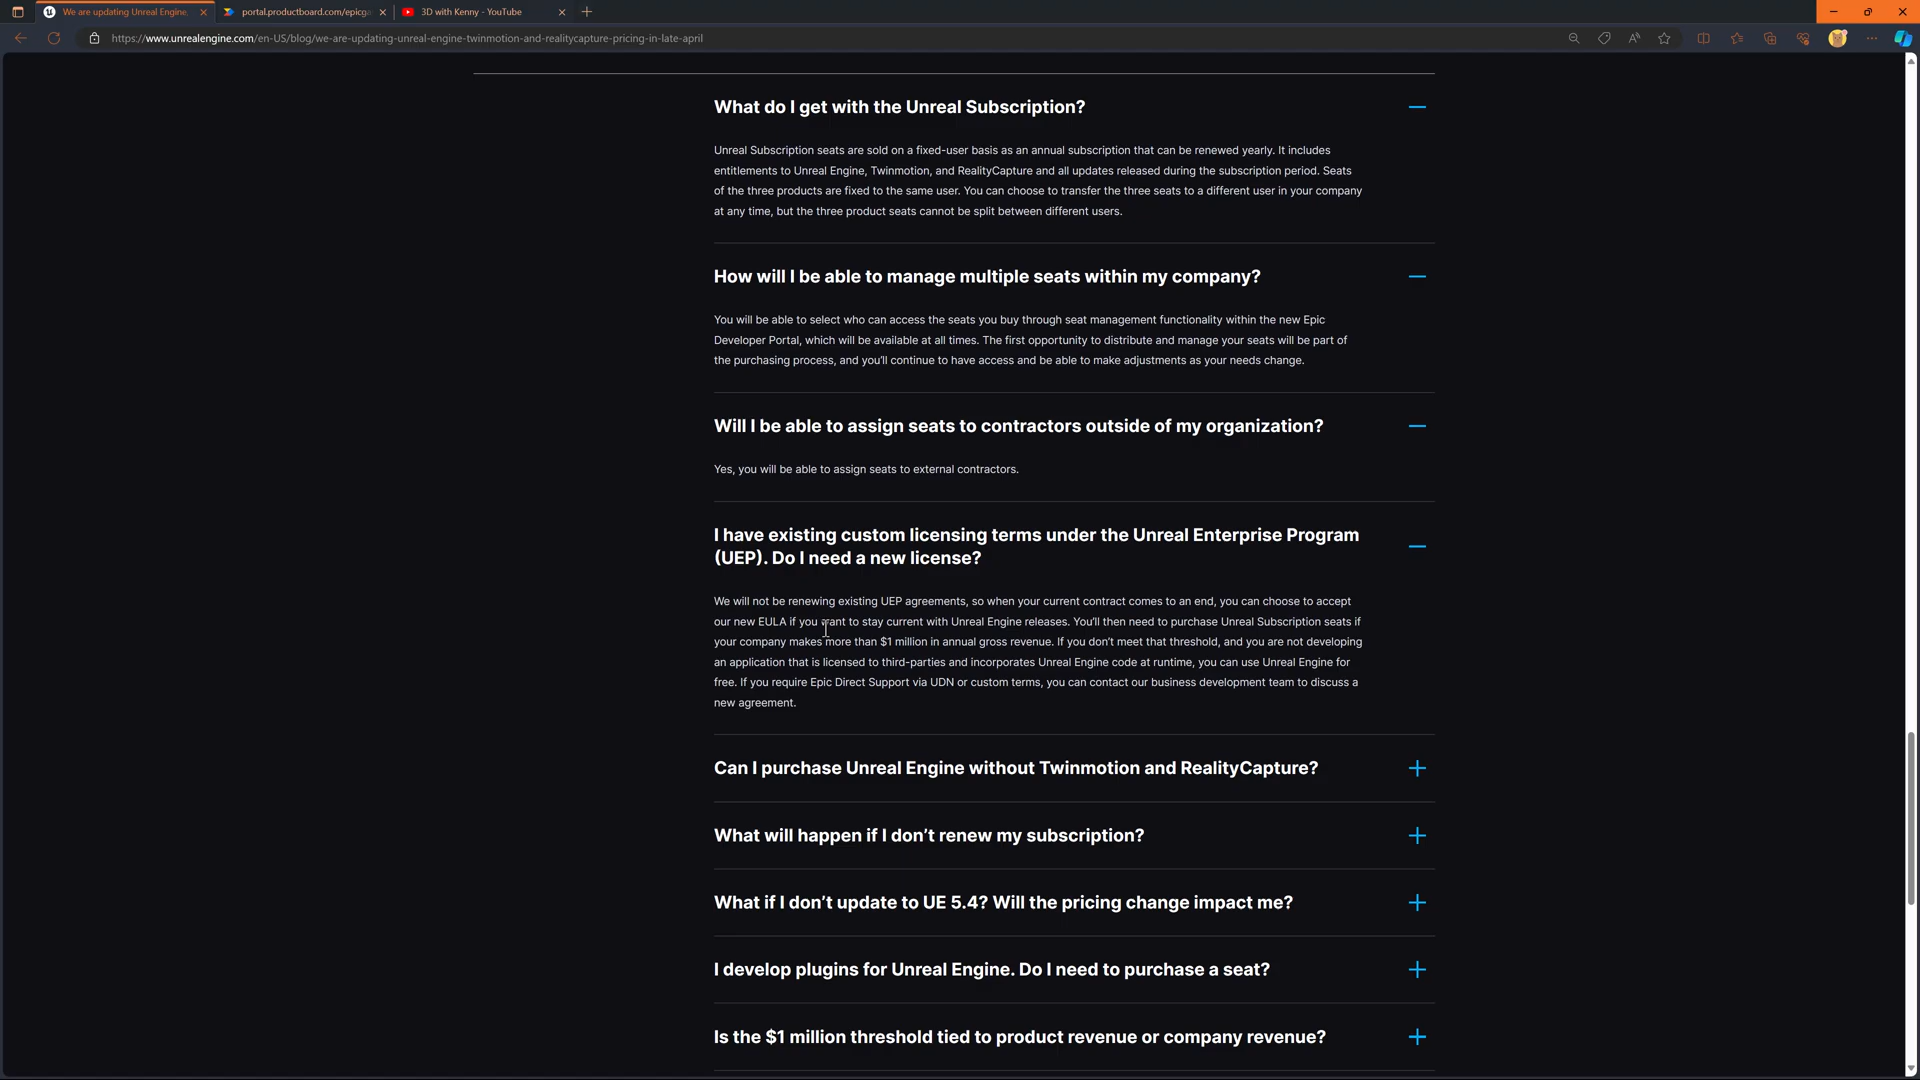 We are updating Unreal Engine,
portal.productboard.com/epicga
3D with Kenny - YouTube
https://www.unrealengine.com/en-US/blog/we-are-updating-unreal-engine-twinmotion-and-realitycapture-pricing-in-late-april
What do I get with the Unreal Subscription?
Unreal Subscription seats are sold on a fixed-user basis as an annual subscription that can be renewed yearly. It includes
entitlements to Unreal Engine, Twinmotion, and RealityCapture and all updates released during the subscription period. Seats
of the three products are fixed to the same user. You can choose to transfer the three seats to a different user in your company
at any time, but the three product seats cannot be split between different users.
How will I be able to manage multiple seats within my company?
You will be able to select who can access the seats you buy through seat management functionality within the new Epic
Developer Portal, which will be available at all times. The first opportunity to distribute and manage your seats will be part of
the purchasing process, and you’ll continue to have access and be able to make adjustments as your needs change.
Will I be able to assign seats to contractors outside of my organization?
Yes, you will be able to assign seats to external contractors.
I have existing custom licensing terms under the Unreal Enterprise Program
(UEP). Do I need a new license?
We will not be renewing existing UEP agreements, so when your current contract comes to an end, you can choose to accept
our new EULA if you want to stay current with Unreal Engine releases. You’ll then need to purchase Unreal Subscription seats if
your company makes more than $1 million in annual gross revenue. If you don’t meet that threshold, and you are not developing
an application that is licensed to third-parties and incorporates Unreal Engine code at runtime, you can use Unreal Engine for
free. If you require Epic Direct Support via UDN or custom terms, you can contact our business development team to discuss a
new agreement.
Can I purchase Unreal Engine without Twinmotion and RealityCapture?
What will happen if I don’t renew my subscription?
What if I don’t update to UE 5.4? Will the pricing change impact me?
I develop plugins for Unreal Engine. Do I need to purchase a seat?
Is the $1 million threshold tied to product revenue or company revenue?